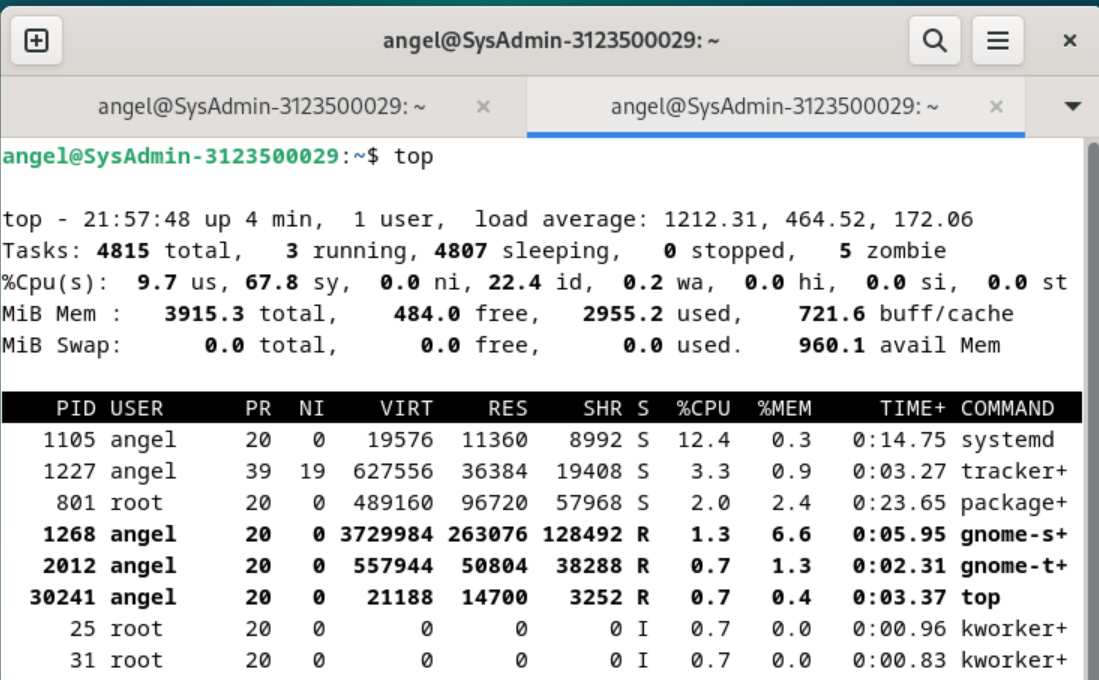 angel@SysAdmin-3123500029: ~
angel@SysAdmin-3123500029: ~ × angel@SysAdmin-3123500029: ~ ×
angel@SysAdmin-3123500029:~$ top
top - 21:57:48 up 4 min,  1 user,  load average: 1212.31, 464.52, 172.06
Tasks: 4815 total,   3 running, 4807 sleeping,   0 stopped,   5 zombie
%Cpu(s):  9.7 us, 67.8 sy,  0.0 ni, 22.4 id,  0.2 wa,  0.0 hi,  0.0 si,  0.0 st
MiB Mem :   3915.3 total,    484.0 free,   2955.2 used,    721.6 buff/cache
MiB Swap:      0.0 total,      0.0 free,      0.0 used.    960.1 avail Mem
    PID USER      PR  NI    VIRT    RES    SHR S  %CPU  %MEM     TIME+ COMMAND
   1105 angel     20   0   19576  11360   8992 S  12.4   0.3   0:14.75 systemd
   1227 angel     39  19  627556  36384  19408 S   3.3   0.9   0:03.27 tracker+
    801 root      20   0  489160  96720  57968 S   2.0   2.4   0:23.65 package+
   1268 angel     20   0 3729984 263076 128492 R   1.3   6.6   0:05.95 gnome-s+
   2012 angel     20   0  557944  50804  38288 R   0.7   1.3   0:02.31 gnome-t+
  30241 angel     20   0   21188  14700   3252 R   0.7   0.4   0:03.37 top
     25 root      20   0       0      0      0 I   0.7   0.0   0:00.96 kworker+
     31 root      20   0       0      0      0 I   0.7   0.0   0:00.83 kworker+